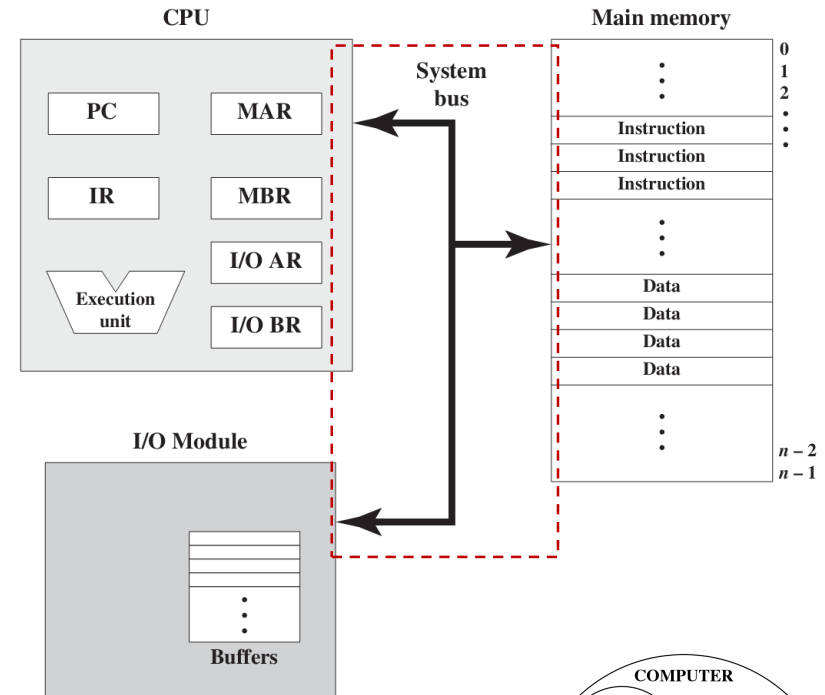 CPU
Main memory
System
bus
0
1
2
PC
MAR
Instruction
Instruction
Instruction
IR
MBR
I/O AR
Execution
unit
I/O BR
Data
Data
Data
Data
I/O Module
n – 2
n – 1
Buffers
COMPUTER